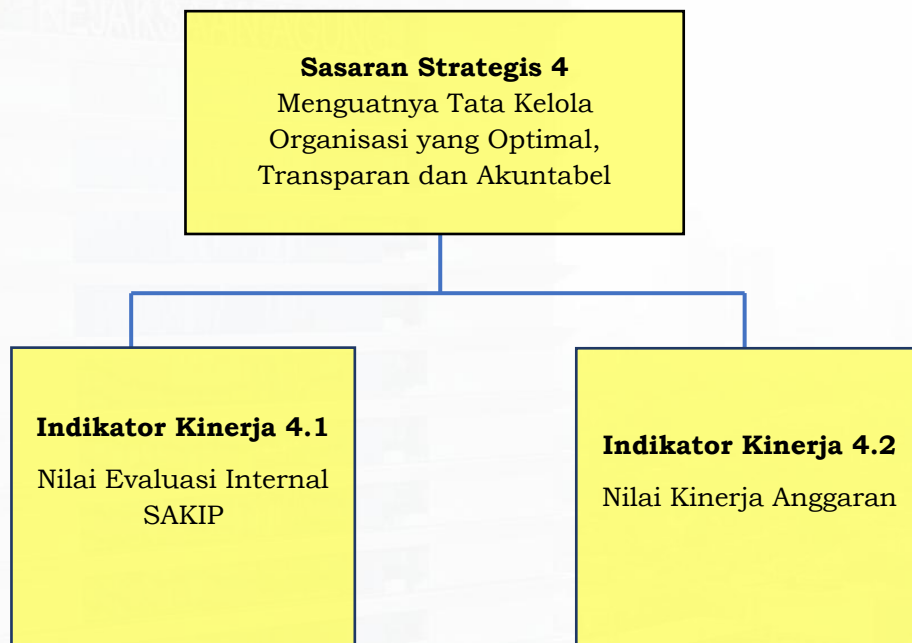 Sasaran Strategis 4
Menguatnya Tata Kelola
Organisasi yang Optimal,
Transparan dan Akuntabel
Indikator Kinerja 4.1
Nilai Evaluasi Internal
SAKIP
Indikator Kinerja 4.2
Nilai Kinerja Anggaran